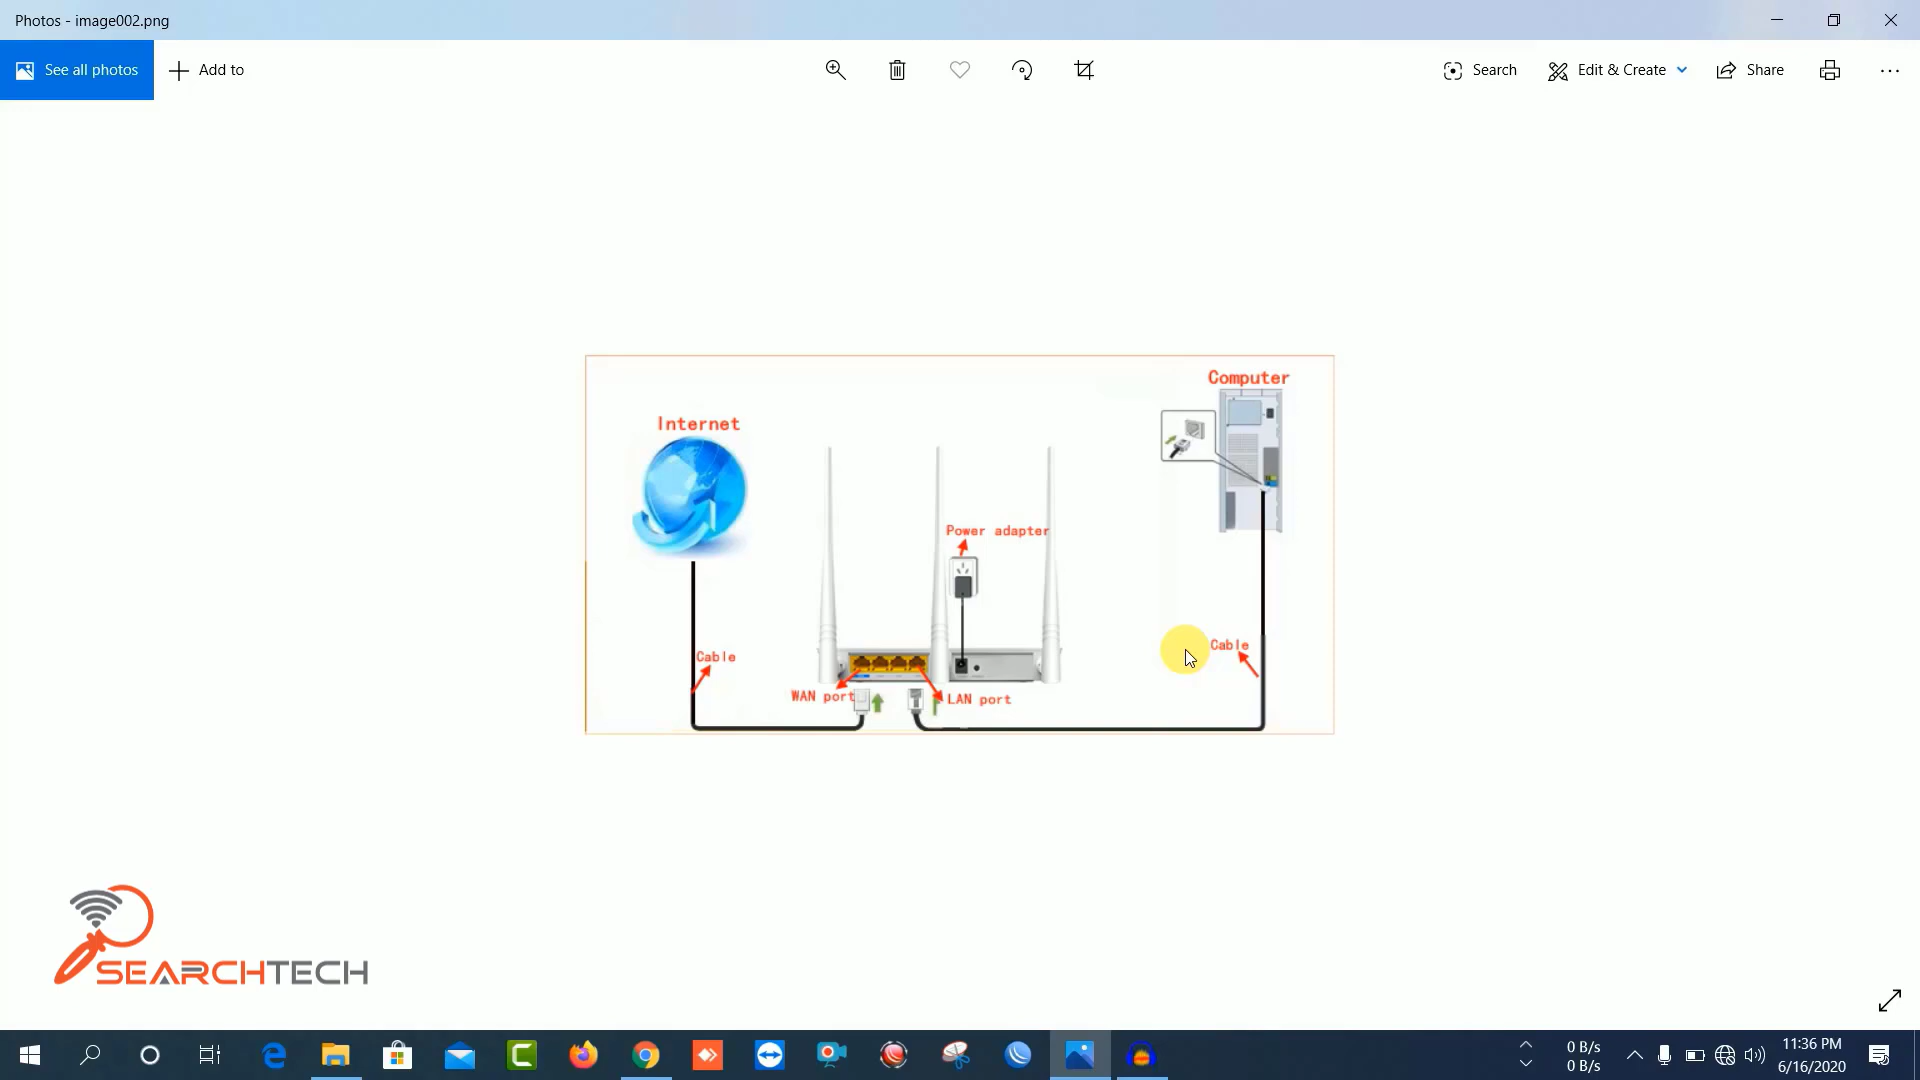 Photos - image002.png
See all photos
Add to
Search
Edit & Create
Share
Computer
Internet
Power adapter
Cable
Cable
WAN port
LAN port
SEARCHTECH
0 B/s
0 B/s
11:36 PM
6/16/2020